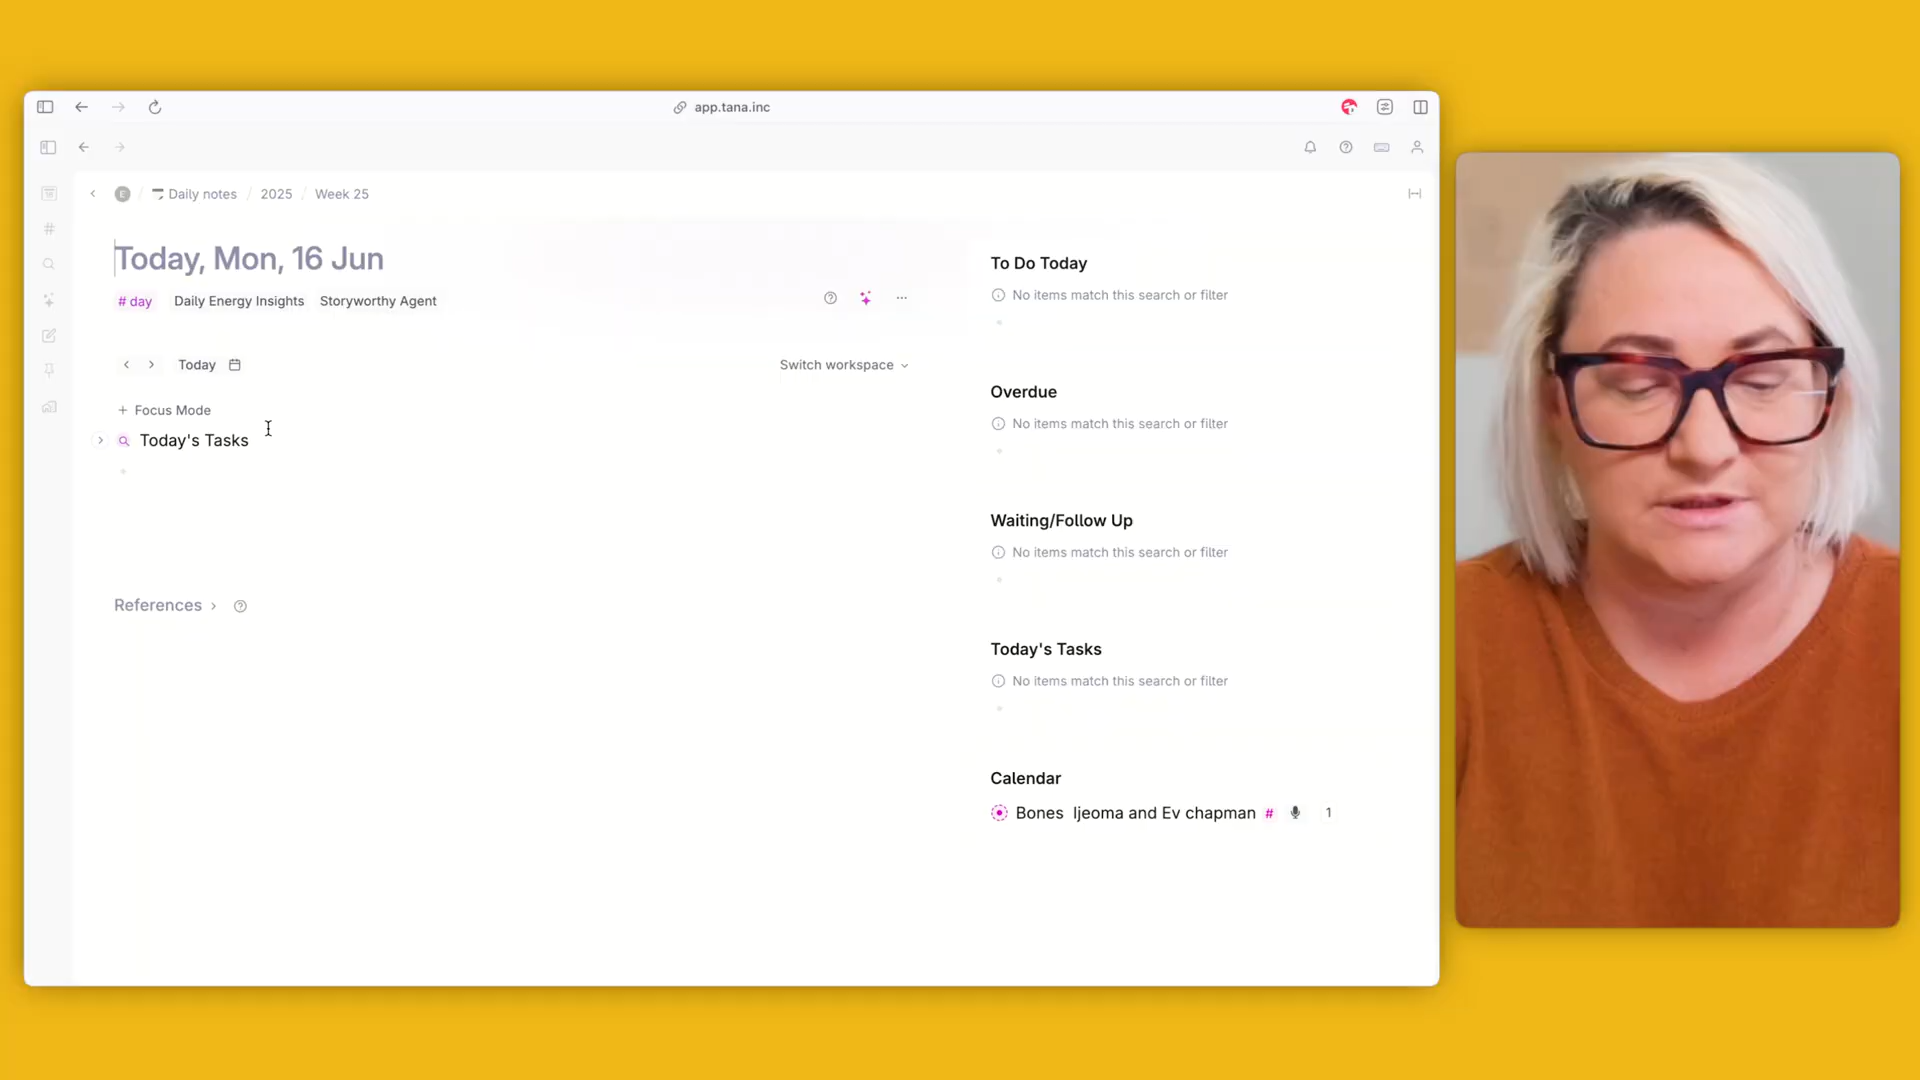 app.tana.inc
E / Daily notes / 2025 / Week 25
Today, Mon, 16 Jun
# day Daily Energy Insights Storyworthy Agent
Today
Switch workspace
+ Focus Mode
Today's Tasks
References
To Do Today
No items match this search or filter
Overdue
No items match this search or filter
Waiting/Follow Up
No items match this search or filter
Today's Tasks
No items match this search or filter
Calendar
Bones Ijeoma and Ev chapman # 1